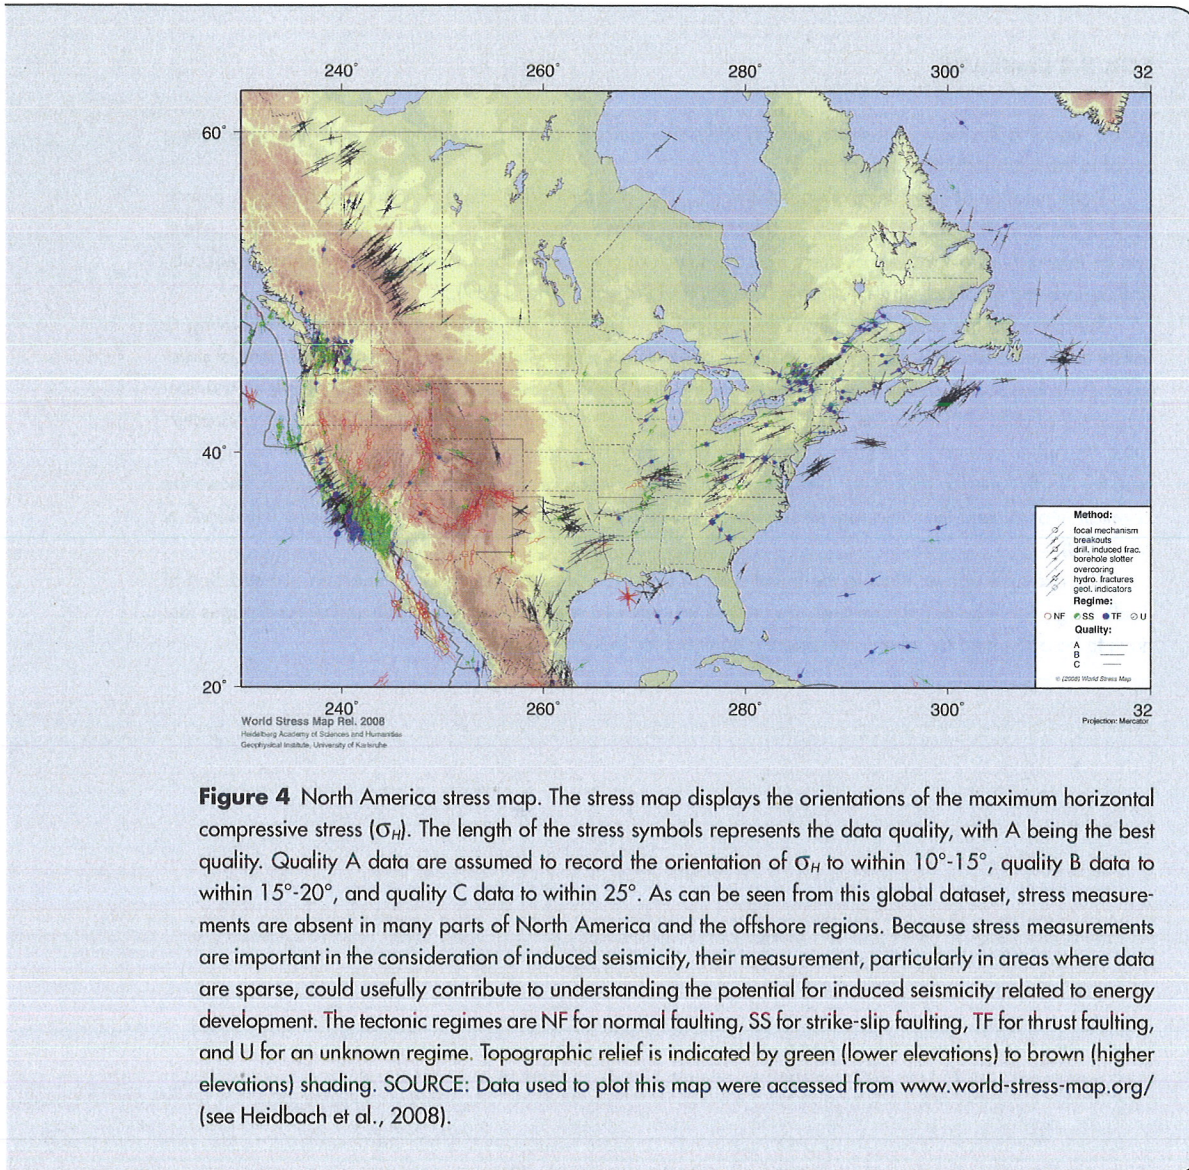 240° 260° 280° 300° 32
60°
40°
20°
Method:
focal mechanism
breakouts
drill. induced frac.
borehole slotter
overcoring
hydro. fractures
geol. indicators
Regime:
NF SS TF U
Quality:
A
B
C
© (2008) World Stress Map
240° 260° 280° 300° 32
World Stress Map Rel. 2008
Projection: Mercator
Heidelberg Academy of Sciences and Humanities
Geophysical Institute, University of Karlsruhe
Figure 4 North America stress map. The stress map displays the orientations of the maximum horizontal
compressive stress (σH). The length of the stress symbols represents the data quality, with A being the best
quality. Quality A data are assumed to record the orientation of σH to within 10°-15°, quality B data to
within 15°-20°, and quality C data to within 25°. As can be seen from this global dataset, stress measure-
ments are absent in many parts of North America and the offshore regions. Because stress measurements
are important in the consideration of induced seismicity, their measurement, particularly in areas where data
are sparse, could usefully contribute to understanding the potential for induced seismicity related to energy
development. The tectonic regimes are NF for normal faulting, SS for strike-slip faulting, TF for thrust faulting,
and U for an unknown regime. Topographic relief is indicated by green (lower elevations) to brown (higher
elevations) shading. SOURCE: Data used to plot this map were accessed from www.world-stress-map.org/
(see Heidbach et al., 2008).